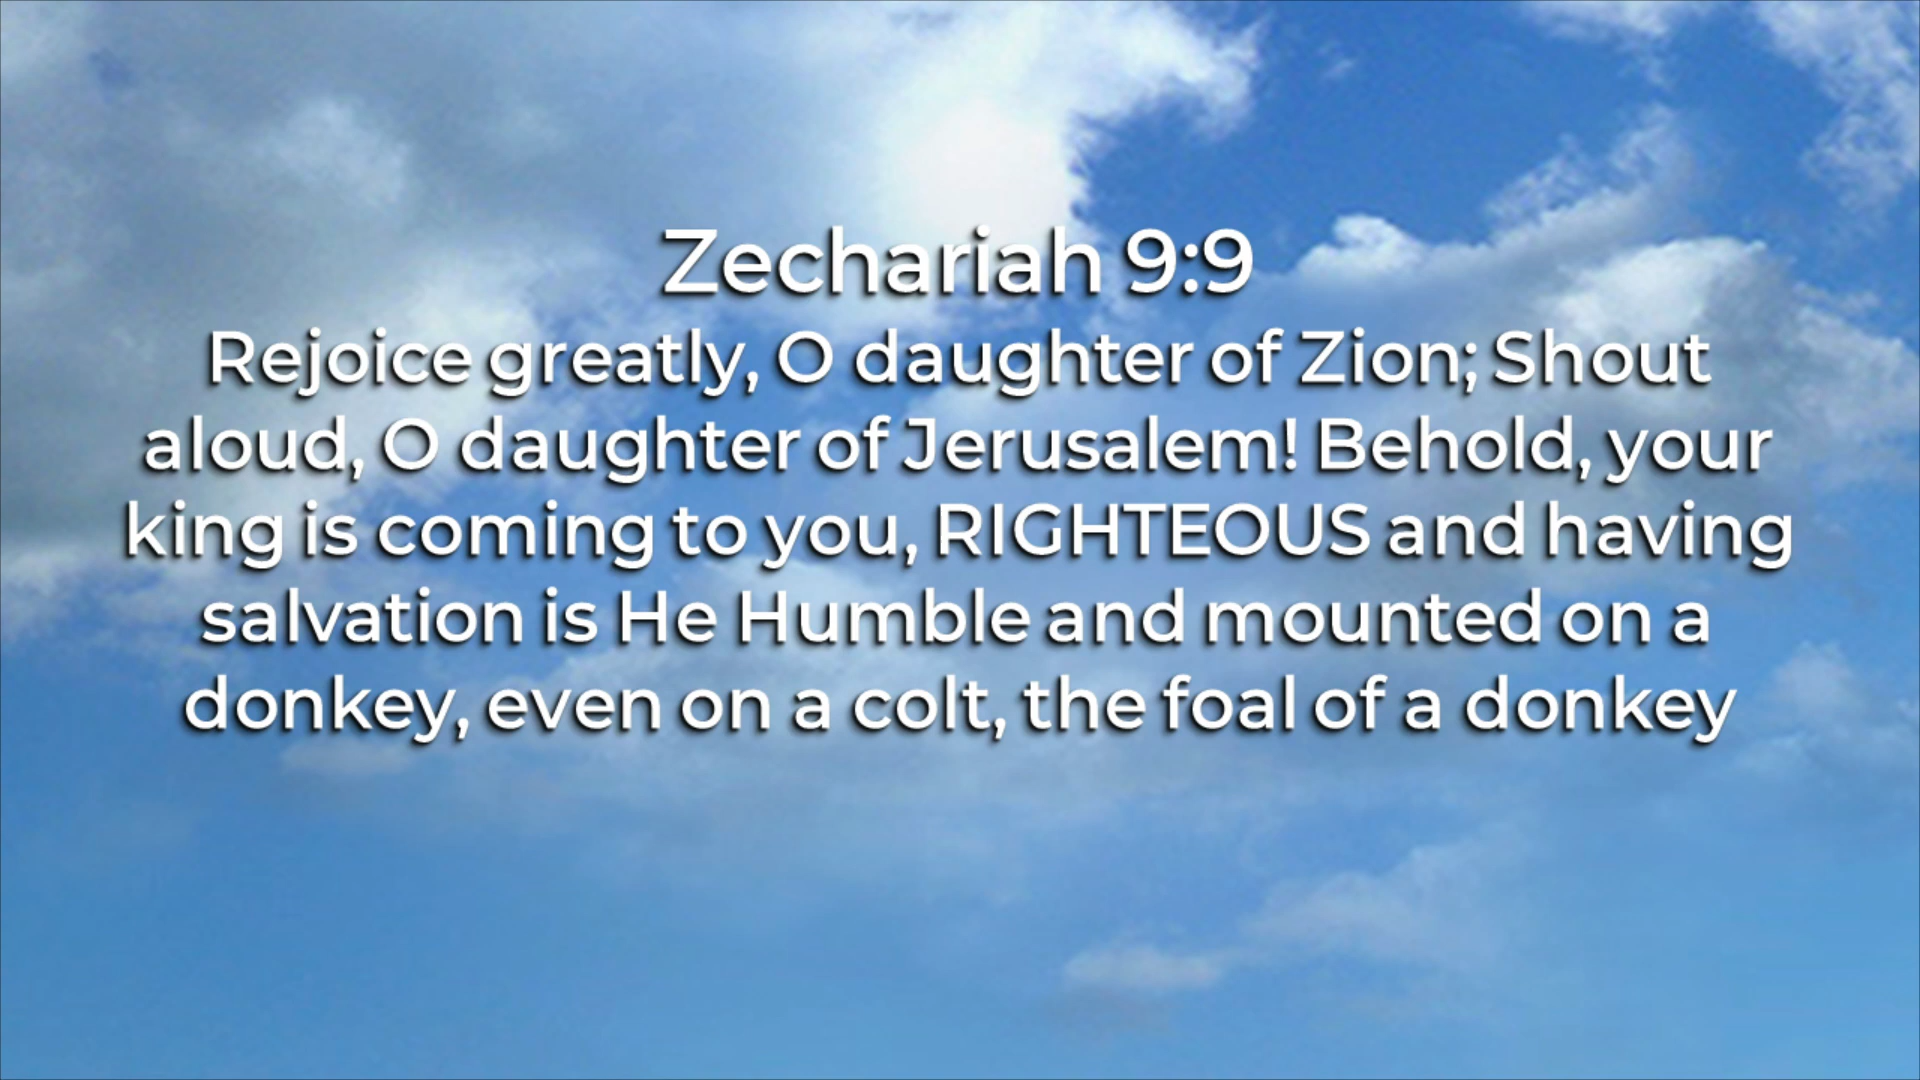 Zechariah 9:9
Rejoice greatly, O daughter of Zion; Shout
aloud, O daughter of Jerusalem! Behold, your
king is coming to you, RIGHTEOUS and having
salvation is He Humble and mounted on a
donkey, even on a colt, the foal of a donkey